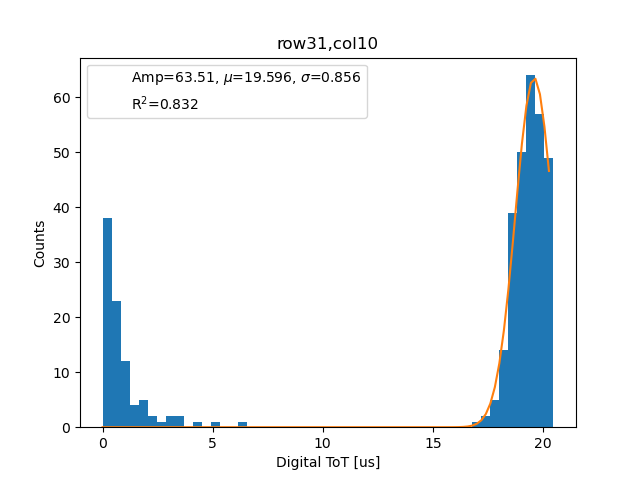 row31,col10
Amp=63.51, μ=19.596, σ=0.856
R²=0.832
60
50
40
30
20
10
0
Counts
0 5 10 15 20
Digital ToT [us]